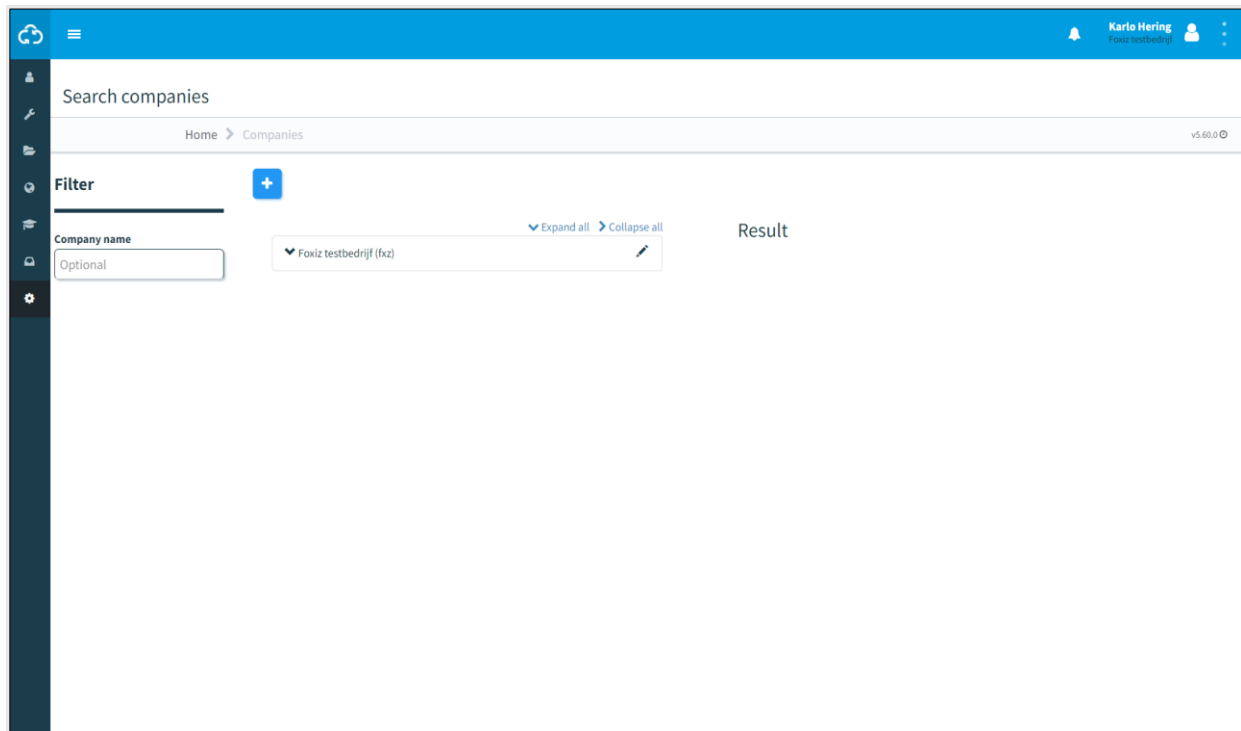 Karlo Hering
Foxiz testbedrijf
Search companies
Home Companies
v5.60.0
Filter
Expand all Collapse all
Result
Company name
Optional
Foxiz testbedrijf (fxz)